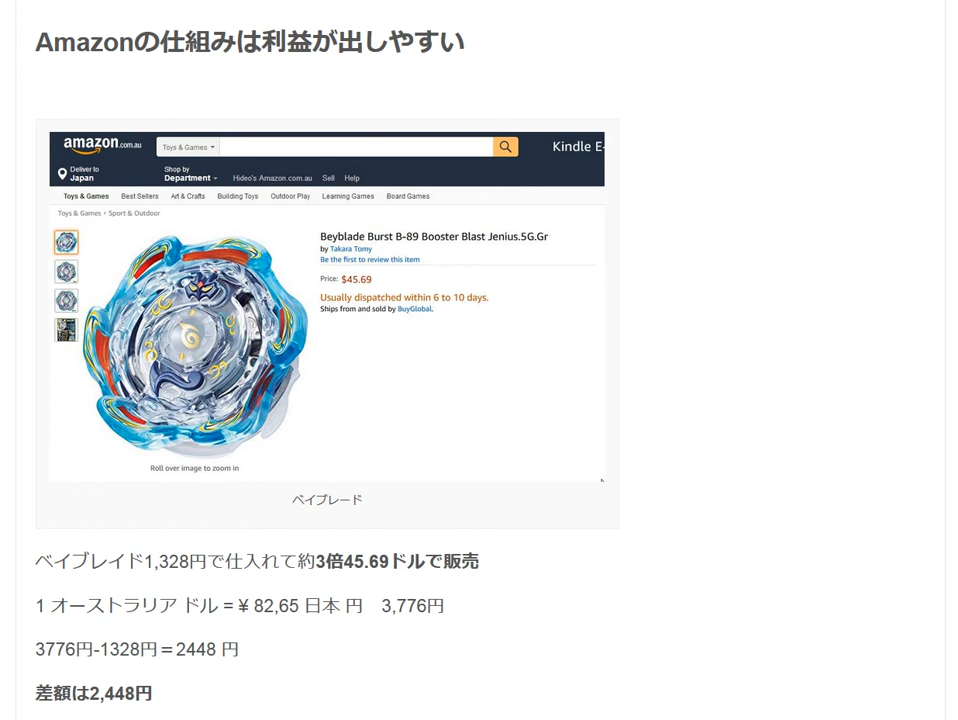 Amazonの仕組みは利益が出しやすい
amazon.com.au
Toys & Games
Kindle E-
Deliver to
Japan
Shop by
Department
Hideo's Amazon.com.au
Sell
Help
Toys & Games
Best Sellers
Art & Crafts
Building Toys
Outdoor Play
Learning Games
Board Games
Toys & Games › Sport & Outdoor
Beyblade Burst B-89 Booster Blast Jenius.5G.Gr
by Takara Tomy
Be the first to review this item
Price: $45.69
Usually dispatched within 6 to 10 days.
Ships from and sold by BuyGlobal.
Roll over image to zoom in
ベイブレード
ベイブレイド1,328円で仕入れて約3倍45.69ドルで販売
1 オーストラリア ドル = ¥ 82,65 日本 円　3,776円
3776円-1328円＝2448 円
差額は2,448円